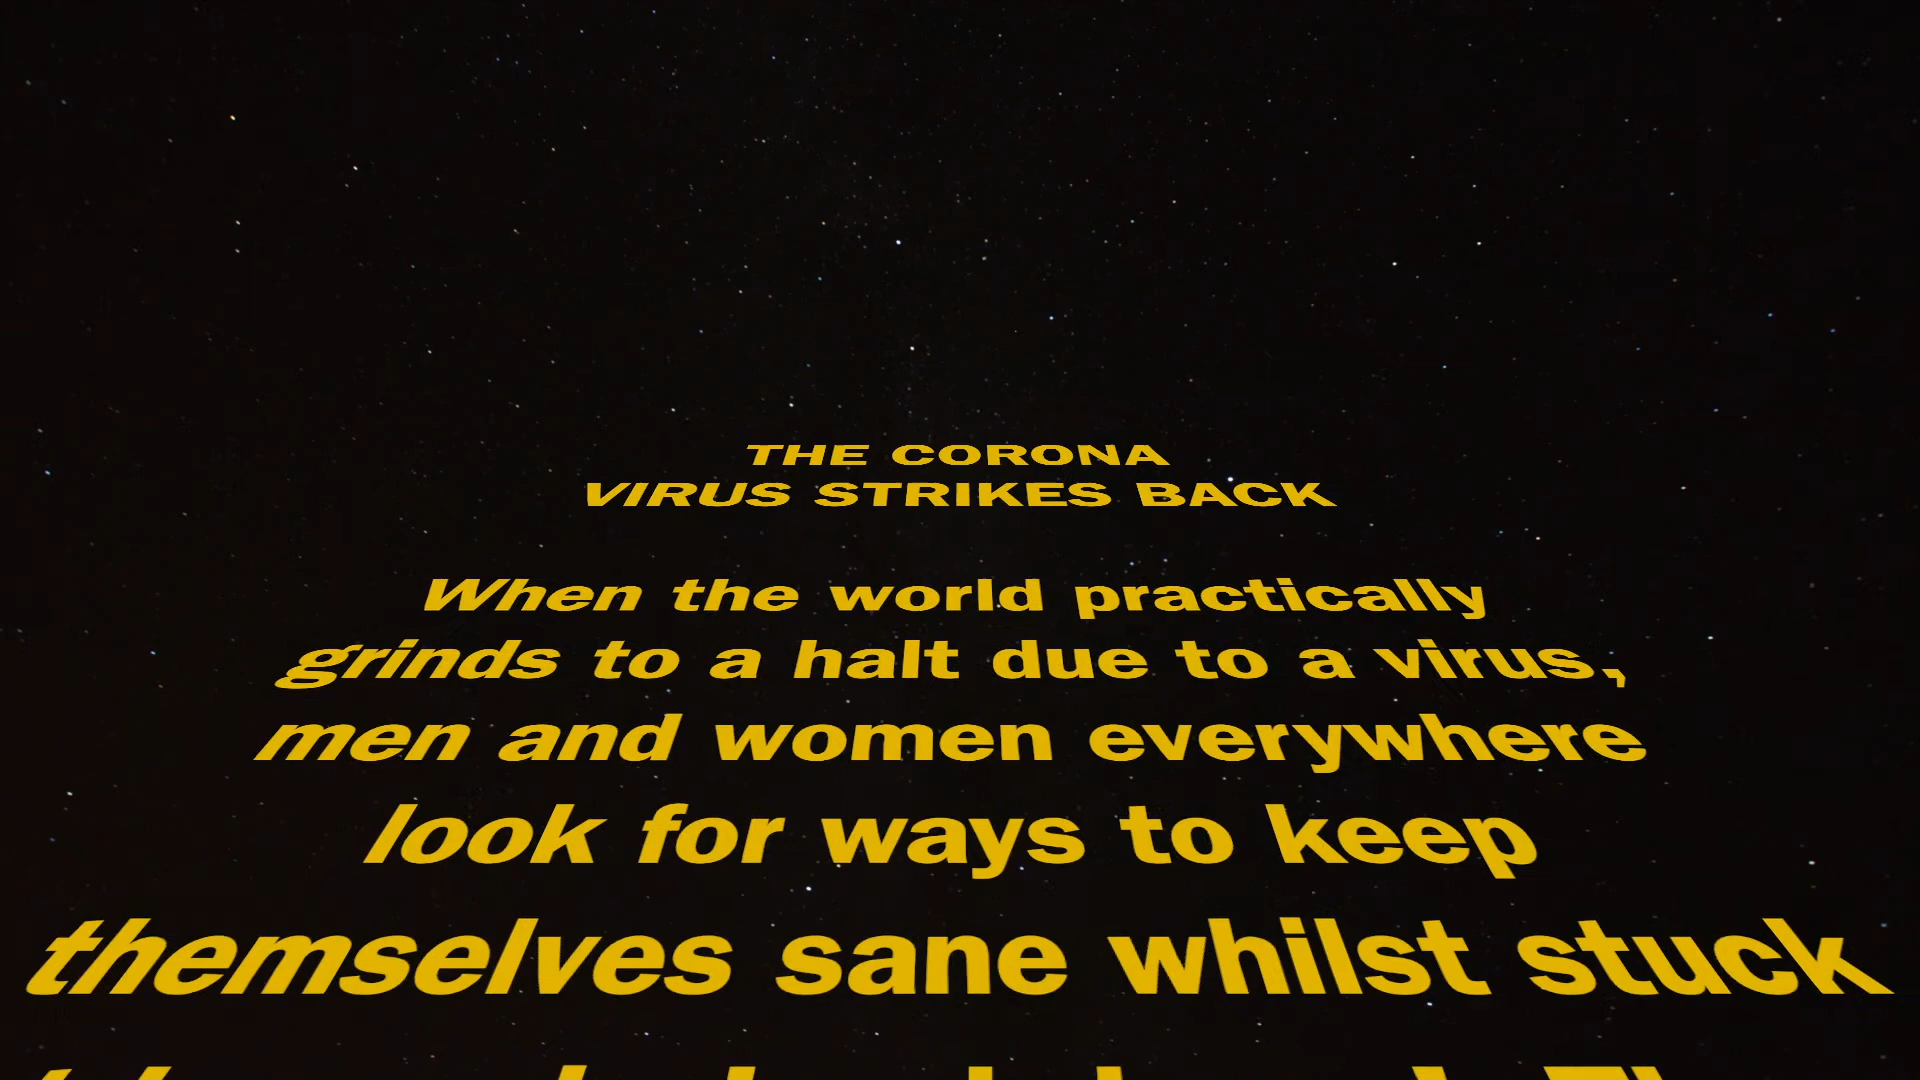 THE CORONA
VIRUS STRIKES BACK
When the world practically
grinds to a halt due to a virus,
men and women everywhere
look for ways to keep
themselves sane whilst stuck